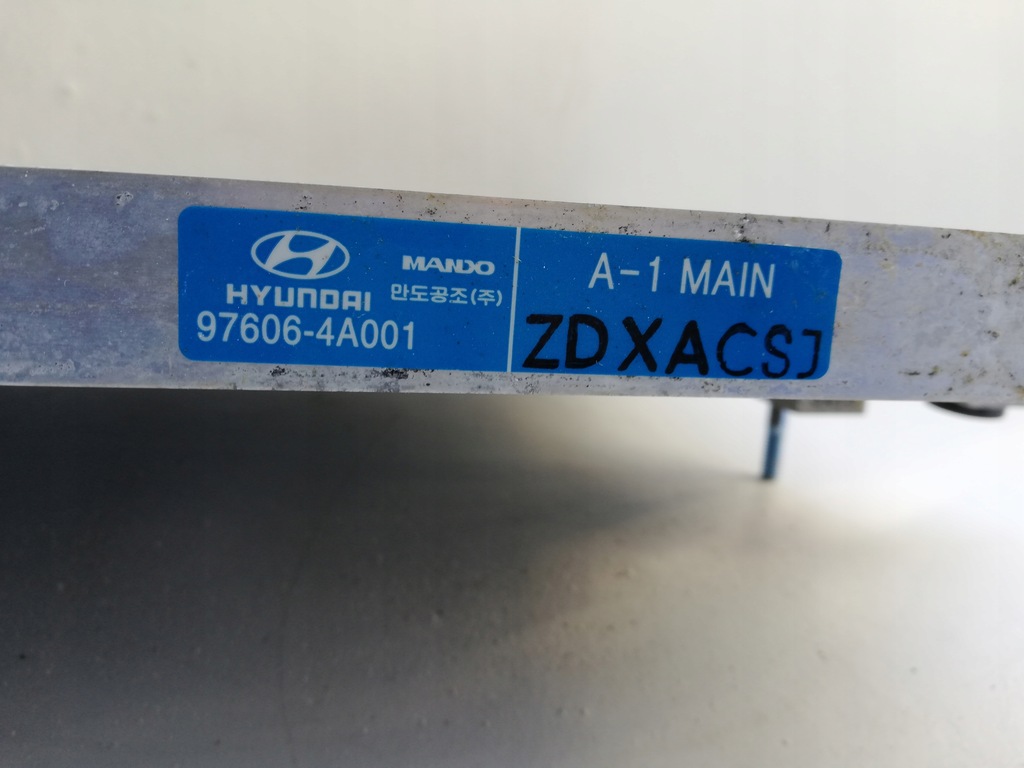 HYUNDAI
MANDO
만도공조(주)
97606-4A001
A-1 MAIN
ZDXACSJ